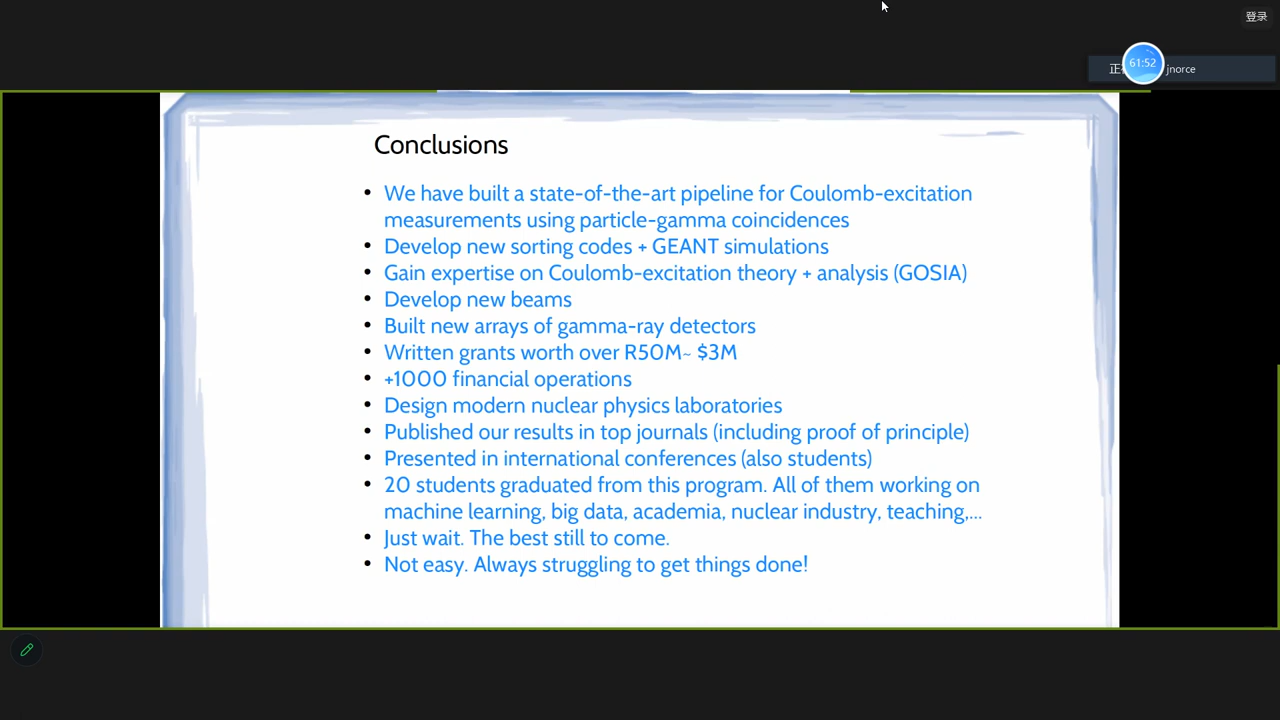 登录
正
61:52
jnorce
Conclusions
• We have built a state-of-the-art pipeline for Coulomb-excitation
measurements using particle-gamma coincidences
• Develop new sorting codes + GEANT simulations
• Gain expertise on Coulomb-excitation theory + analysis (GOSIA)
• Develop new beams
• Built new arrays of gamma-ray detectors
• Written grants worth over R50M~ $3M
• +1000 financial operations
• Design modern nuclear physics laboratories
• Published our results in top journals (including proof of principle)
• Presented in international conferences (also students)
• 20 students graduated from this program. All of them working on
machine learning, big data, academia, nuclear industry, teaching,...
• Just wait. The best still to come.
• Not easy. Always struggling to get things done!